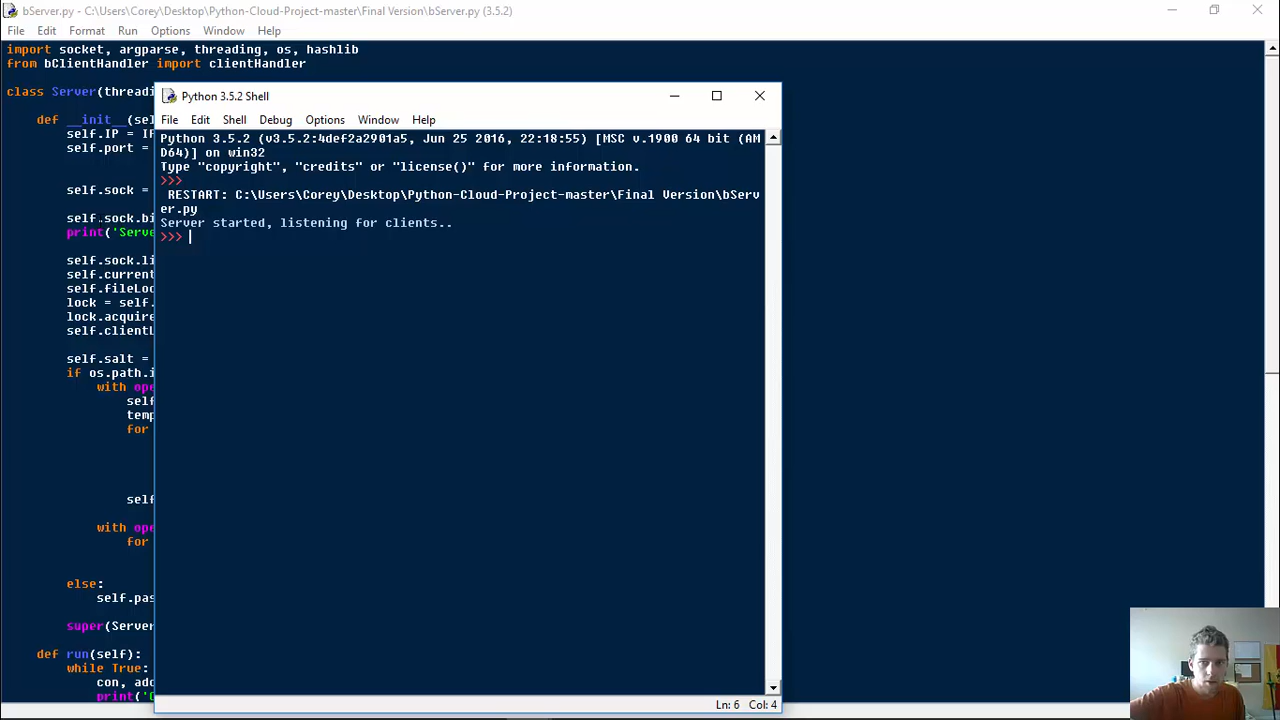 bServer.py - C:\Users\Corey\Desktop\Python-Cloud-Project-master\Final Version\bServer.py (3.5.2)
File Edit Format Run Options Window Help
import socket, argparse, threading, os, hashlib
from bClientHandler import clientHandler
class Server(threadi
def __init__(sel
self.IP = IP
self.port =
self.sock =
self.sock.bi
print('Serve
self.sock.li
self.current
self.fileLoc
lock = self.
lock.acquire
self.clientL
self.salt =
if os.path.i
with ope
self
temp
for
self
with ope
for
else:
self.pas
super(Server
def run(self):
while True:
con, add
print('C
Python 3.5.2 Shell
File Edit Shell Debug Options Window Help
Python 3.5.2 (v3.5.2:4def2a2901a5, Jun 25 2016, 22:18:55) [MSC v.1900 64 bit (AM
D64)] on win32
Type "copyright", "credits" or "license()" for more information.
>>>
RESTART: C:\Users\Corey\Desktop\Python-Cloud-Project-master\Final Version\bServ
er.py
Server started, listening for clients..
>>>
Ln: 6 Col: 4